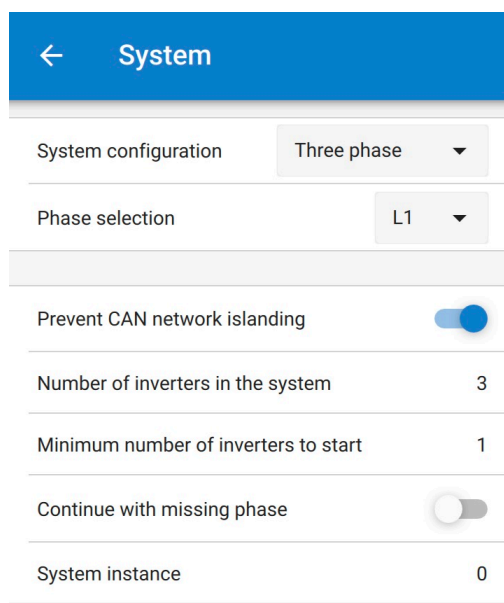 System
System configuration Three phase
Phase selection L1
Prevent CAN network islanding
Number of inverters in the system 3
Minimum number of inverters to start 1
Continue with missing phase
System instance 0